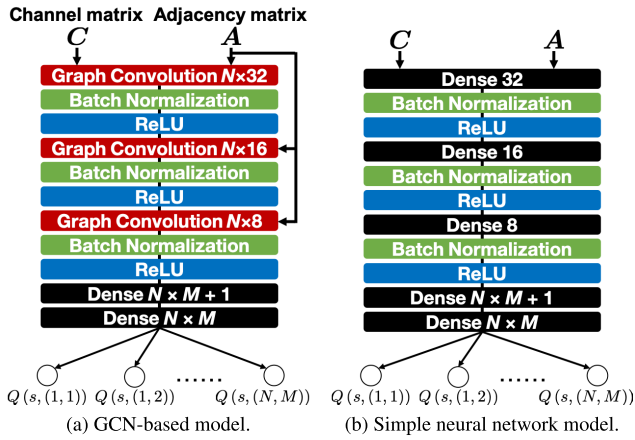 Channel matrix Adjacency matrix
C A
Graph Convolution N×32
Batch Normalization
ReLU
Graph Convolution N×16
Batch Normalization
ReLU
Graph Convolution N×8
Batch Normalization
ReLU
Dense N × M + 1
Dense N × M
Q(s,(1,1)) Q(s,(1,2)) ...... Q(s,(N,M))
(a) GCN-based model.
C A
Dense 32
Batch Normalization
ReLU
Dense 16
Batch Normalization
ReLU
Dense 8
Batch Normalization
ReLU
Dense N × M + 1
Dense N × M
Q(s,(1,1)) Q(s,(1,2)) ...... Q(s,(N,M))
(b) Simple neural network model.